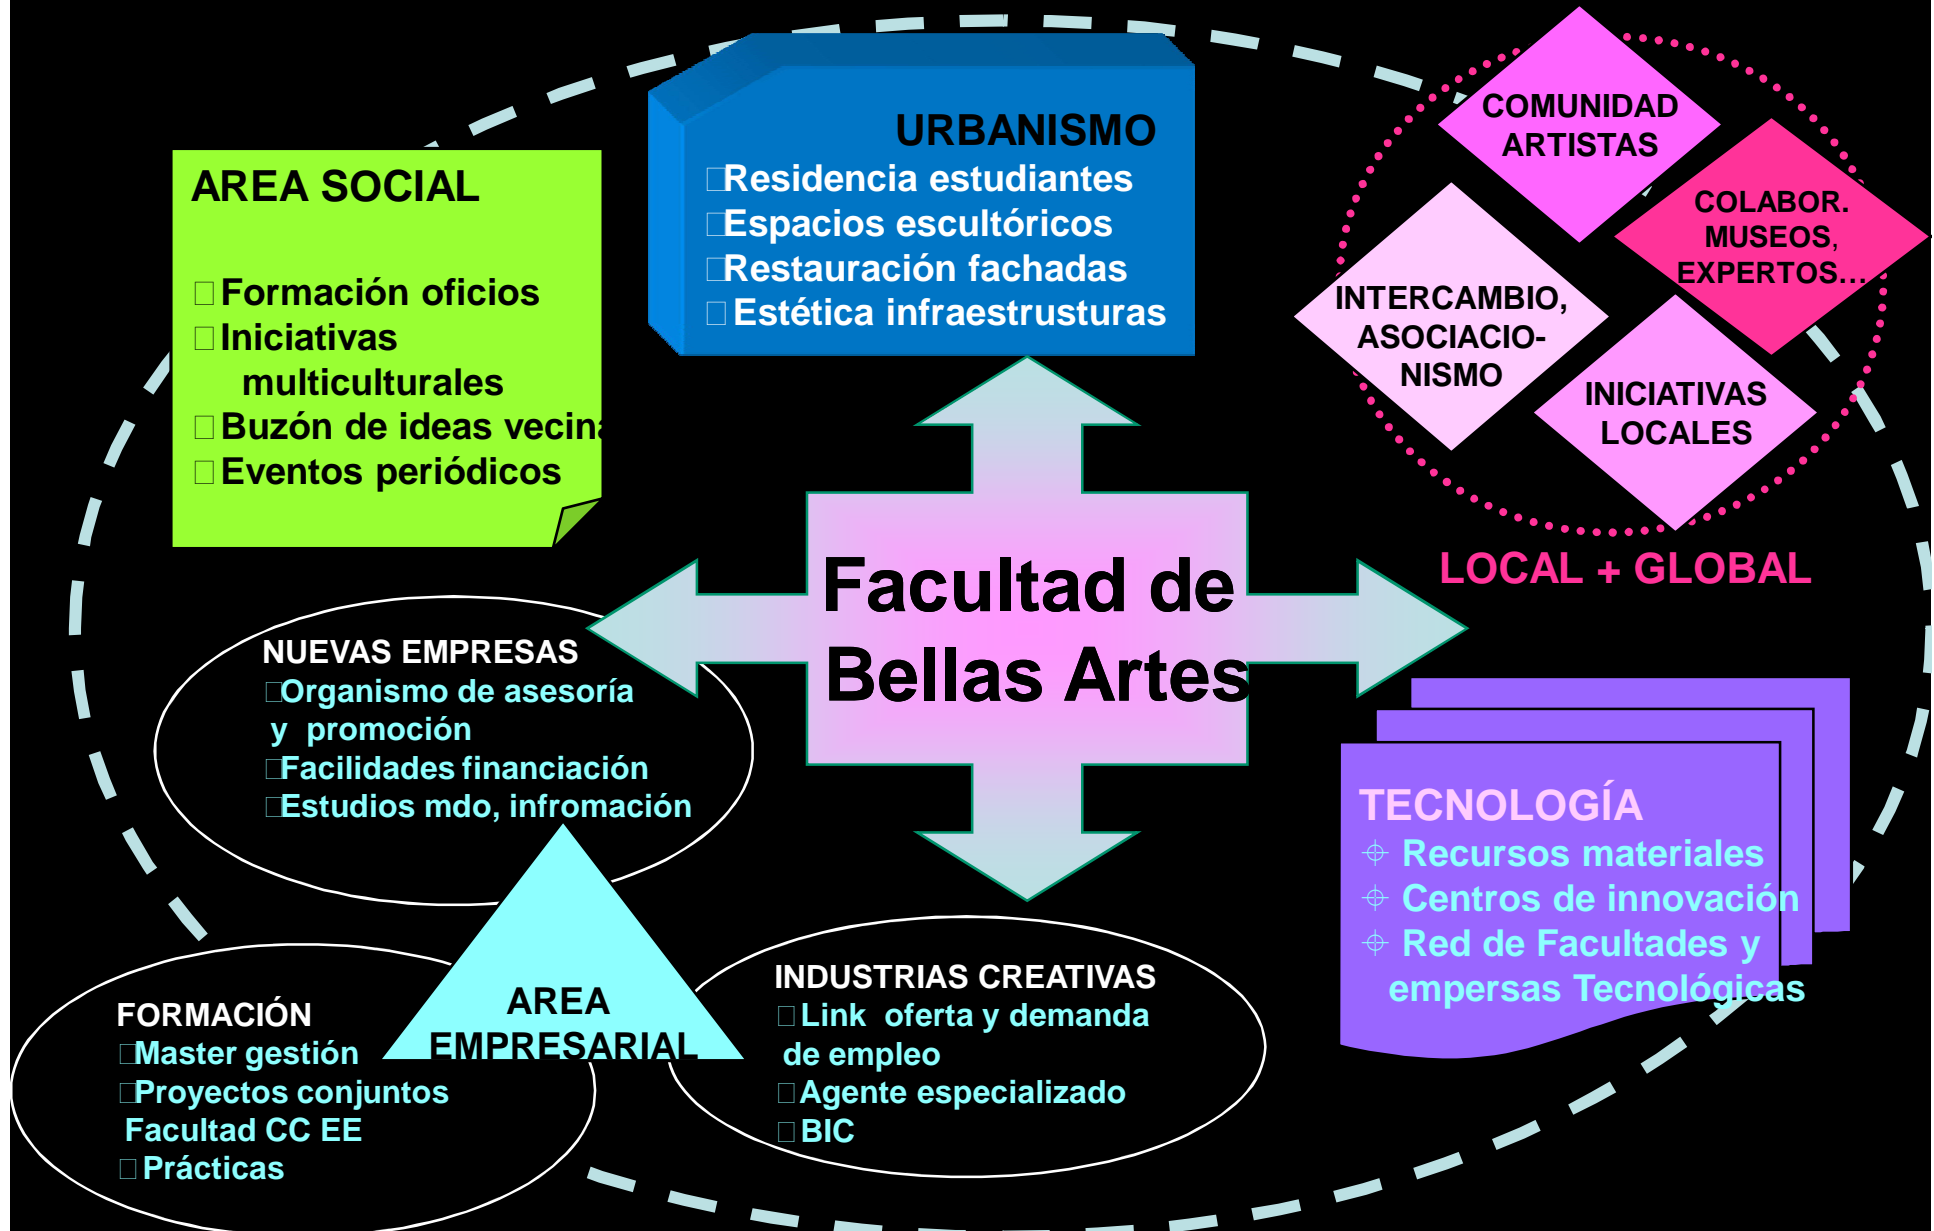 AREA SOCIAL
Formación oficios
Iniciativas
multiculturales
Buzón de ideas
Eventos periódicos
URBANISMO
Residencia estudiantes
Espacios escultóricos
Restauración fachadas
Estética infraestrusturas
COMUNIDAD
ARTISTAS
COLABOR.
MUSEOS,
EXPERTOS...
INTERCAMBIO,
ASOCIACIO-
NISMO
INICIATIVAS
LOCALES
LOCAL + GLOBAL
Facultad de
Bellas Artes
NUEVAS EMPRESAS
Organismo de asesoría
y promoción
Facilidades financiación
Estudios mdo, infromación
TECNOLOGÍA
Recursos materiales
Centros de innovación
Red de Facultades y
empersas Tecnológicas
AREA
EMPRESARIAL
FORMACIÓN
Master gestión
Proyectos conjuntos
Facultad CC EE
Prácticas
INDUSTRIAS CREATIVAS
Link oferta y demanda
de empleo
Agente especializado
BIC